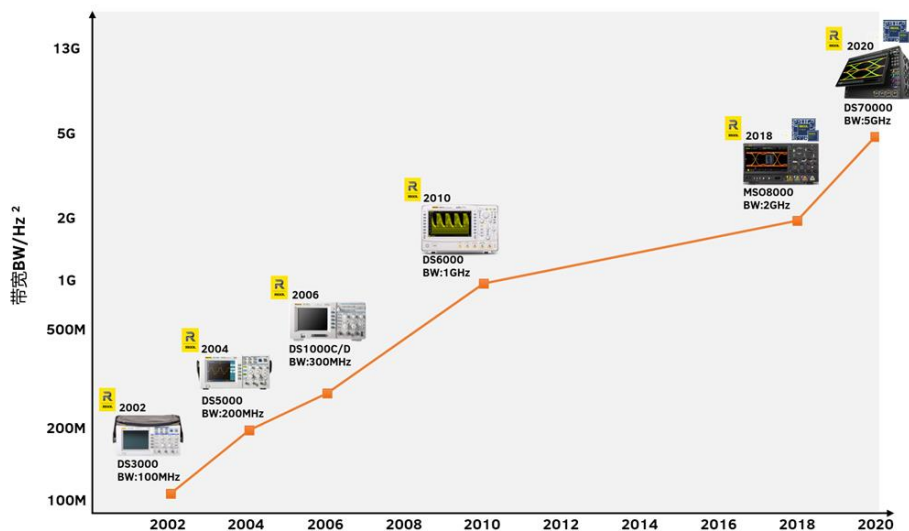 13G
5G
2G
1G
500M
200M
100M
带宽BW/Hz ²
2002
DS3000
BW:100MHz
2004
DS5000
BW:200MHz
2006
DS1000C/D
BW:300MHz
2010
DS6000
BW:1GHz
2018
MSO8000
BW:2GHz
2020
DS70000
BW:5GHz
2002 2004 2006 2008 2010 2012 2014 2016 2018 2020